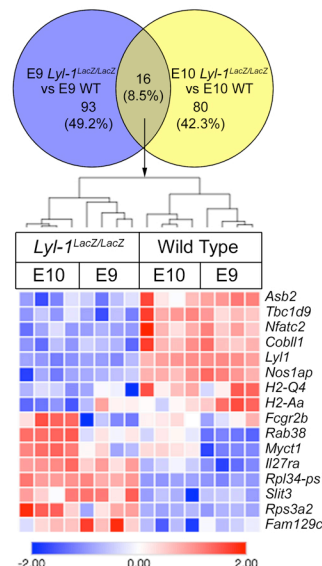 E9 Lyl-1LacZ/LacZ
vs E9 WT
93
(49.2%)
16
(8.5%)
E10 Lyl-1LacZ/LacZ
vs E10 WT
80
(42.3%)
Lyl-1LacZ/LacZ Wild Type
E10 E9 E10 E9
Asb2
Tbc1d9
Nfatc2
Cobll1
Lyl1
Nos1ap
H2-Q4
H2-Aa
Fcgr2b
Rab38
Myct1
Il27ra
Rpl34-ps
Slit3
Rps3a2
Fam129c
-2.00 0.00 2.00